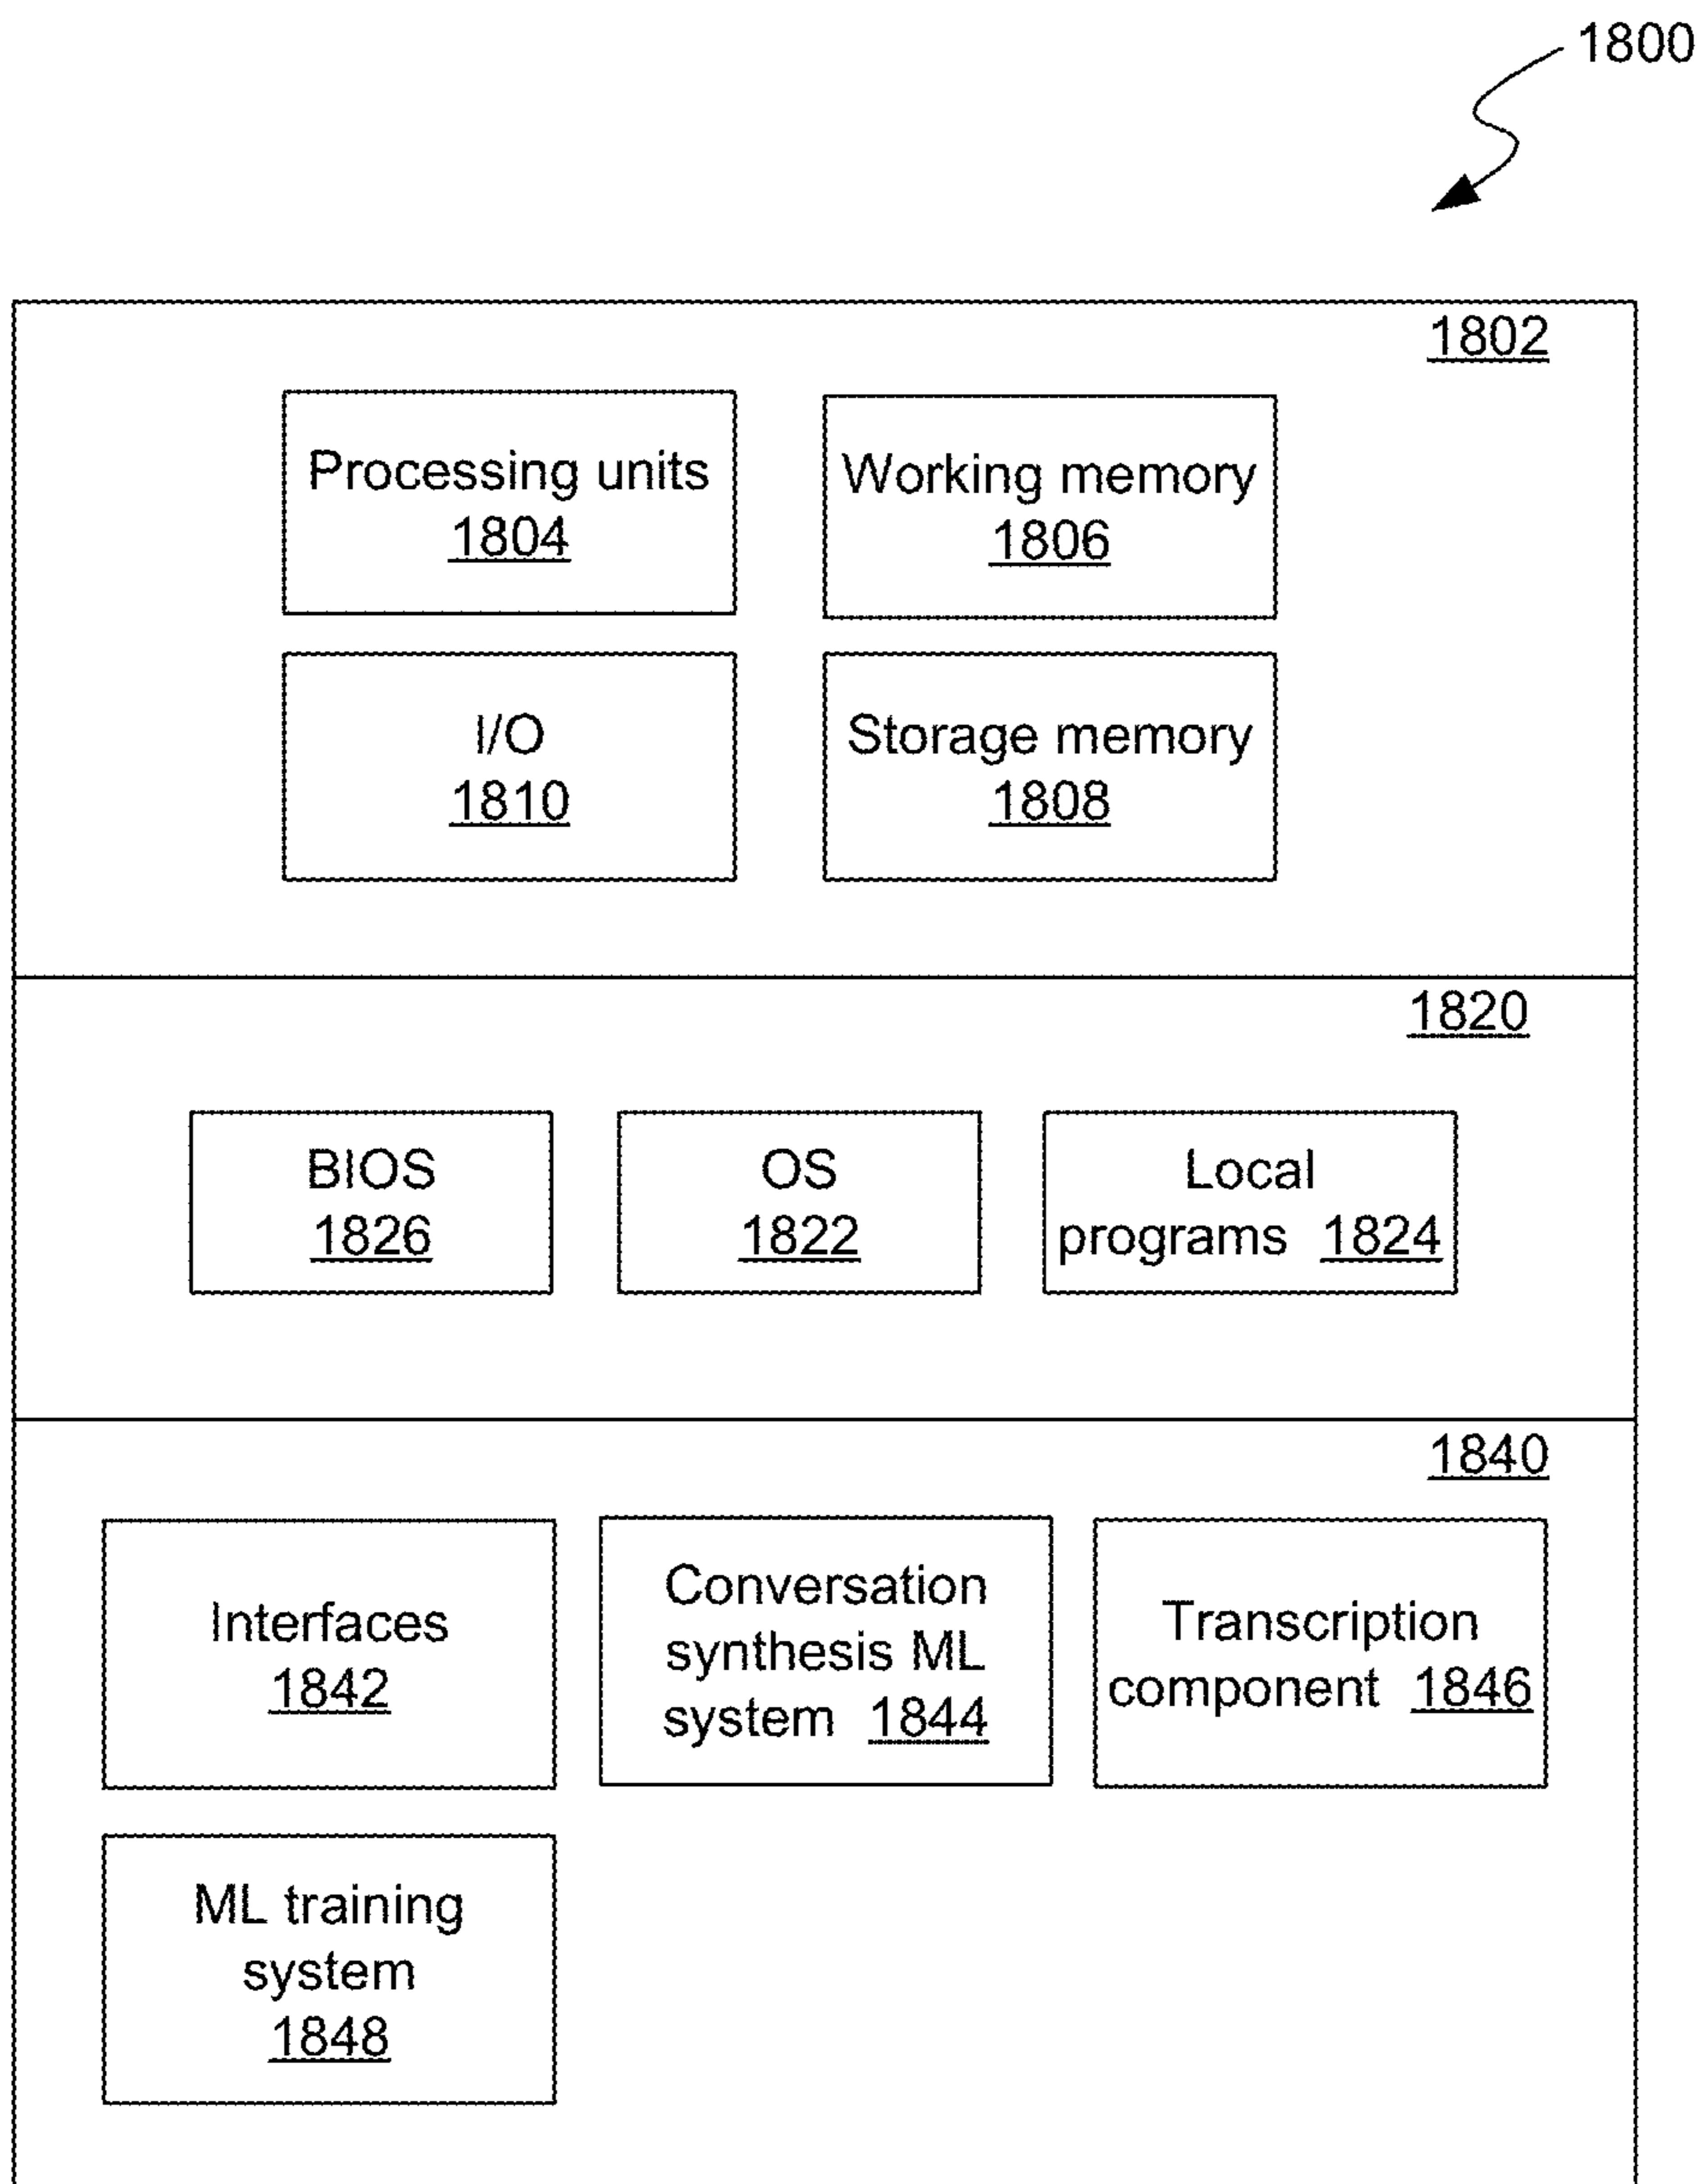 1800
1802
Processing units
1804
Working memory
1806
I/O
1810
Storage memory
1808
1820
BIOS
1826
OS
1822
Local
programs 1824
1840
Interfaces
1842
Conversation
synthesis ML
system 1844
Transcription
component 1846
ML training
system
1848